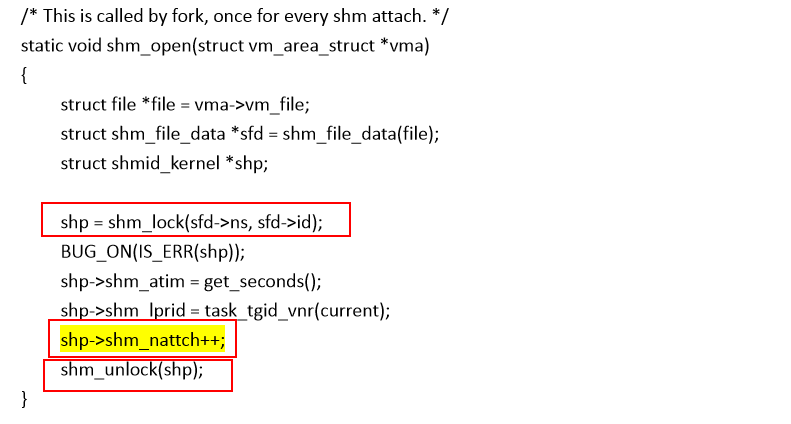 /* This is called by fork, once for every shm attach. */
static void shm_open(struct vm_area_struct *vma)
{
struct file *file = vma->vm_file;
struct shm_file_data *sfd = shm_file_data(file);
struct shmid_kernel *shp;
shp = shm_lock(sfd->ns, sfd->id);
BUG_ON(IS_ERR(shp));
shp->shm_atim = get_seconds();
shp->shm_lprid = task_tgid_vnr(current);
shp->shm_nattch++;
shm_unlock(shp);
}